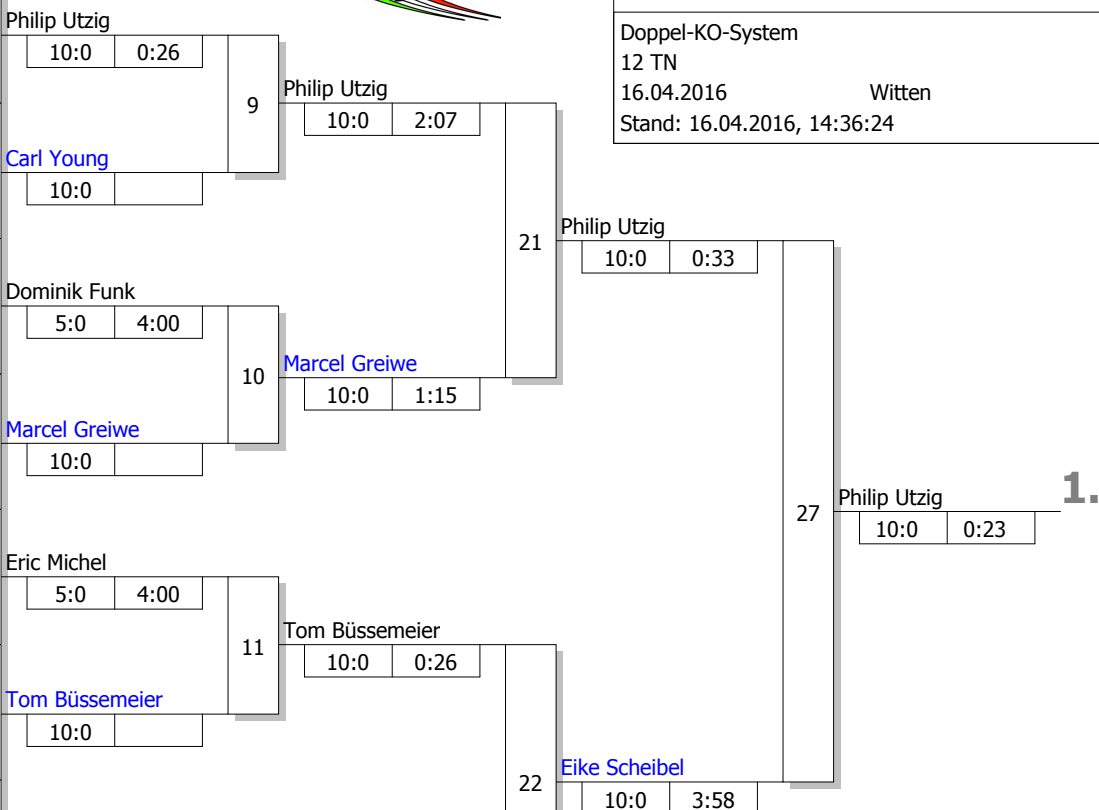 Philip Utzig
10:0 0:26
Doppel-KO-System
12 TN
16.04.2016 Witten
Stand: 16.04.2016, 14:36:24
9
Philip Utzig
10:0 2:07
Carl Young
10:0
21
Philip Utzig
10:0 0:33
Dominik Funk
5:0 4:00
10
Marcel Greiwe
10:0 1:15
Marcel Greiwe
10:0
27
Philip Utzig
10:0 0:23
1.
Eric Michel
5:0 4:00
11
Tom Büssemeier
10:0 0:26
Tom Büssemeier
10:0
22
Eike Scheibel
10:0 3:58